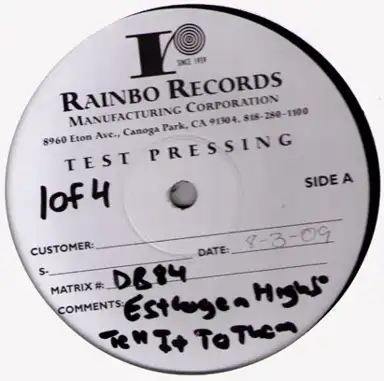 r
SINCE 1939
RAINBO RECORDS
MANUFACTURING CORPORATION
8960 Eton Ave., Canoga Park, CA 91304, 818-280-1100
TEST PRESSING
1 of 4
SIDE A
CUSTOMER:
S- DATE: 8-3-09
MATRIX #: DB84
COMMENTS: Esthogen Highs
Tell It To Them